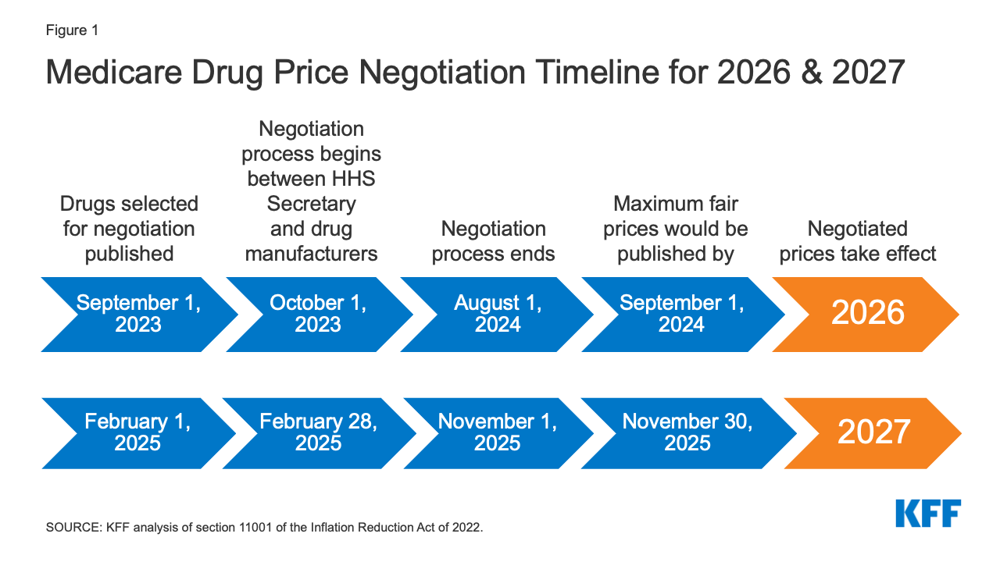 Figure 1
Medicare Drug Price Negotiation Timeline for 2026 & 2027
Drugs selected
for negotiation
published
Negotiation
process begins
between HHS
Secretary
and drug
manufacturers
Negotiation
process ends
Maximum fair
prices would be
published by
Negotiated
prices take effect
September 1,
2023
October 1,
2023
August 1,
2024
September 1,
2024
2026
February 1,
2025
February 28,
2025
November 1,
2025
November 30,
2025
2027
SOURCE: KFF analysis of section 11001 of the Inflation Reduction Act of 2022.
KFF